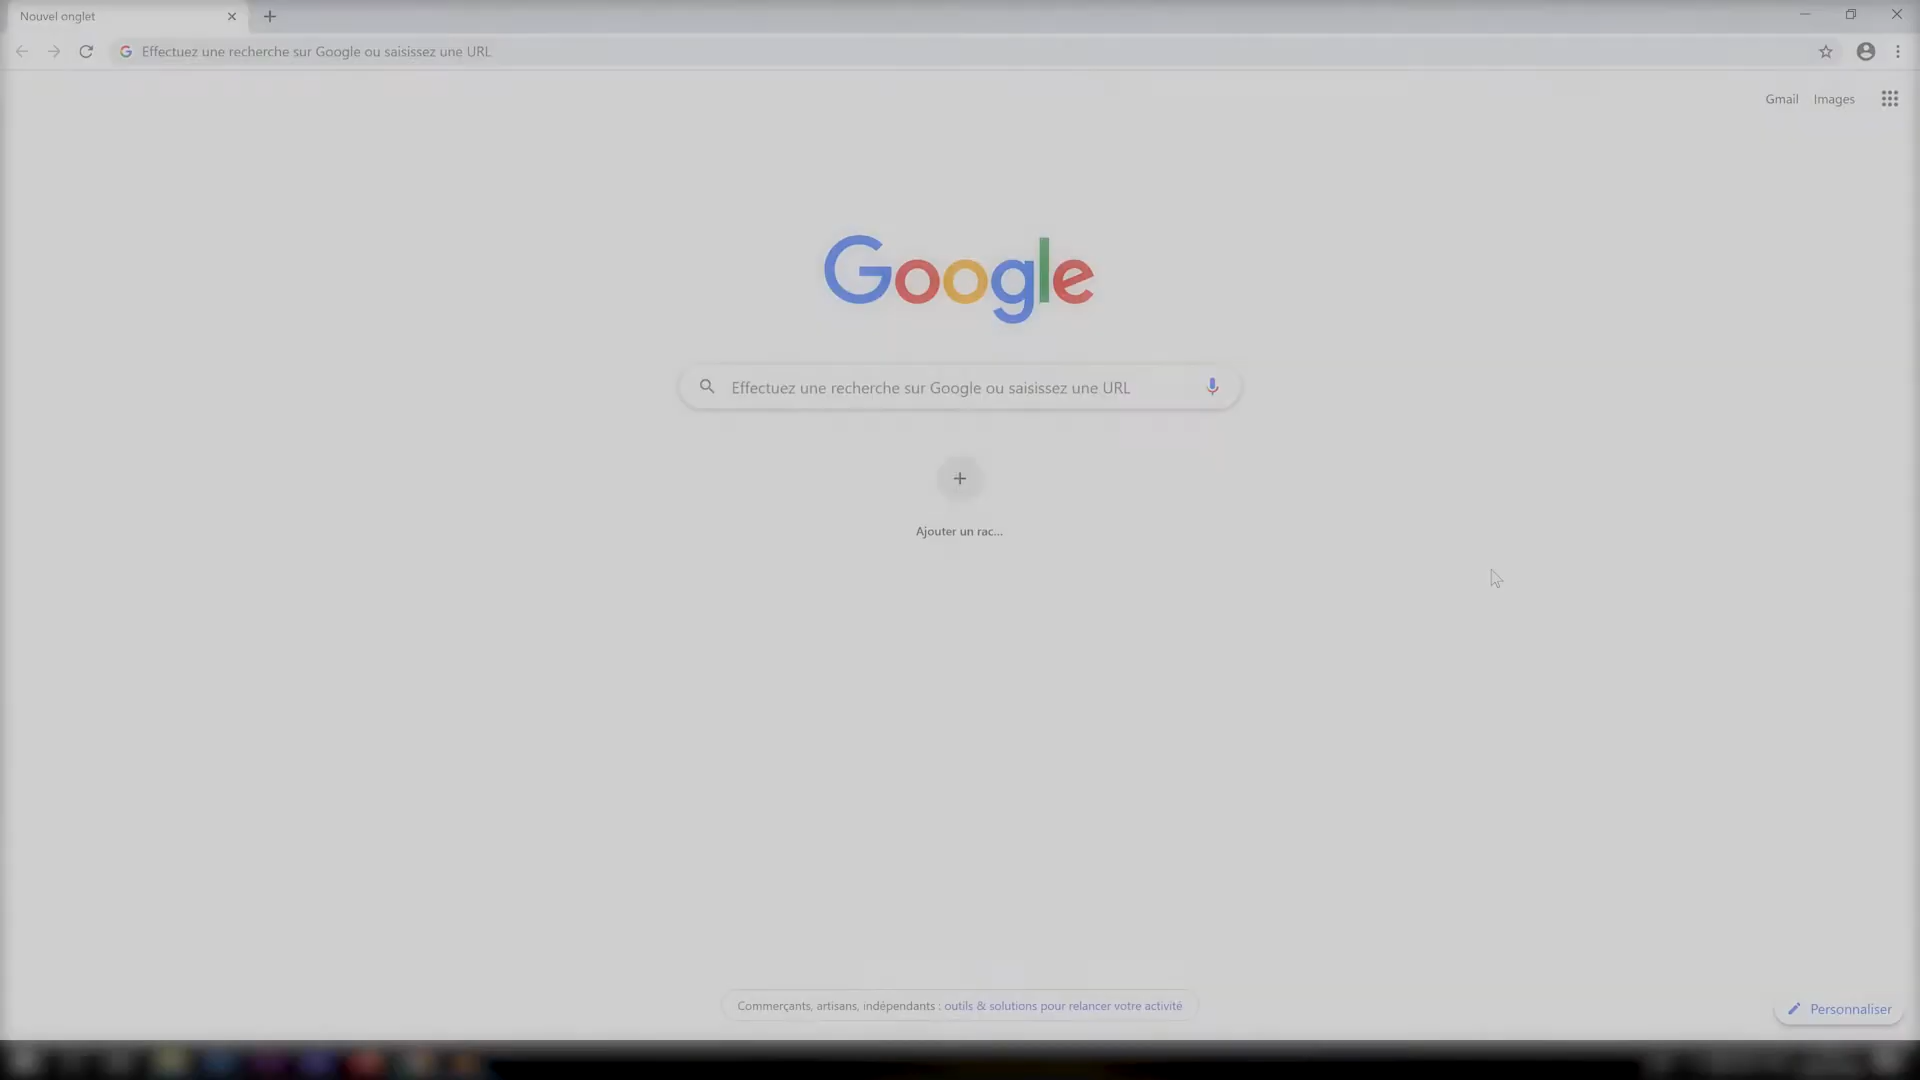 Nouvel onglet
Effectuez une recherche sur Google ou saisissez une URL
Gmail Images
Google
Effectuez une recherche sur Google ou saisissez une URL
Ajouter un rac...
Commerçants, artisans, indépendants : outils & solutions pour relancer votre activité
Personnaliser